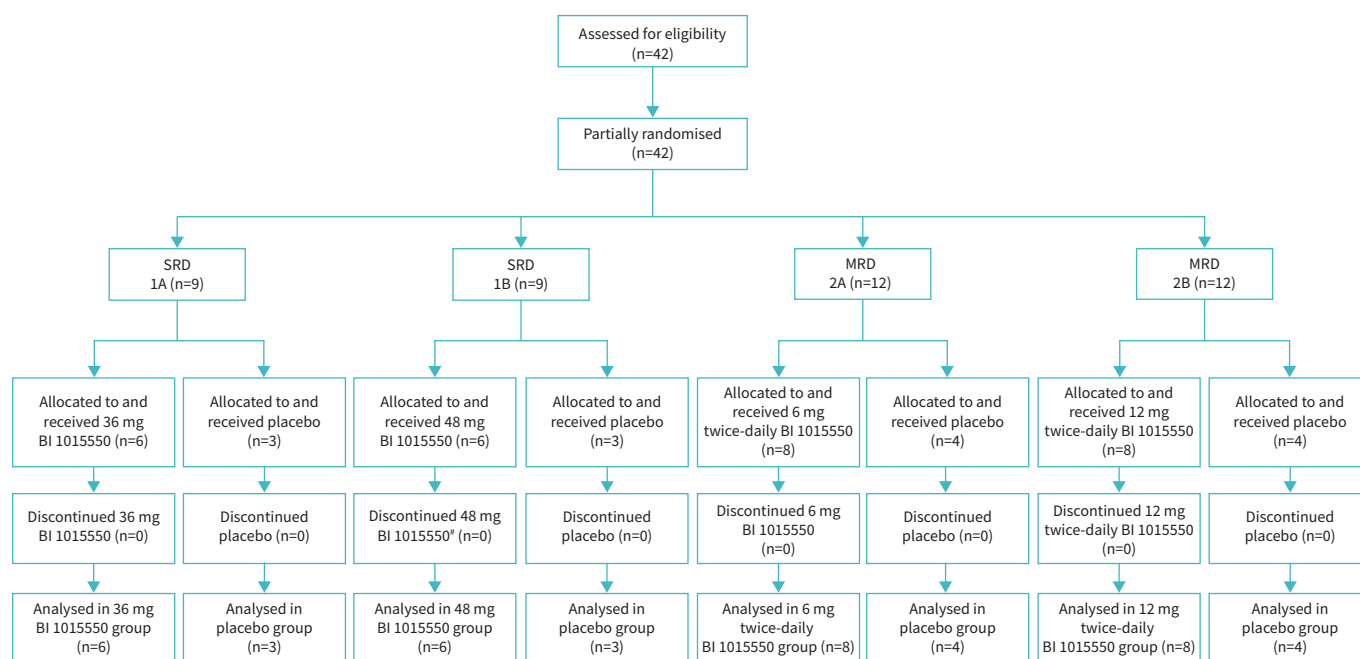 Assessed for eligibility
(n=42)
Partially randomised
(n=42)
SRD
1A (n=9)
SRD
1B (n=9)
MRD
2A (n=12)
MRD
2B (n=12)
Allocated to and
received 36 mg
BI 1015550 (n=6)
Allocated to and
received placebo
(n=3)
Allocated to and
received 48 mg
BI 1015550 (n=6)
Allocated to and
received placebo
(n=3)
Allocated to and
received 6 mg
twice-daily BI 1015550
(n=8)
Allocated to and
received placebo
(n=4)
Allocated to and
received 12 mg
twice-daily BI 1015550
(n=8)
Allocated to and
received placebo
(n=4)
Discontinued 36 mg
BI 1015550 (n=0)
Discontinued
placebo (n=0)
Discontinued 48 mg
BI 1015550# (n=0)
Discontinued
placebo (n=0)
Discontinued 6 mg
BI 1015550
(n=0)
Discontinued
placebo (n=0)
Discontinued 12 mg
twice-daily BI 1015550
(n=0)
Discontinued
placebo (n=0)
Analysed in 36 mg
BI 1015550 group
(n=6)
Analysed in
placebo group
(n=3)
Analysed in 48 mg
BI 1015550 group
(n=6)
Analysed in
placebo group
(n=3)
Analysed in 6 mg
twice-daily
BI 1015550 group (n=8)
Analysed in
placebo group
(n=4)
Analysed in 12 mg
twice-daily
BI 1015550 group (n=8)
Analysed in
placebo group
(n=4)